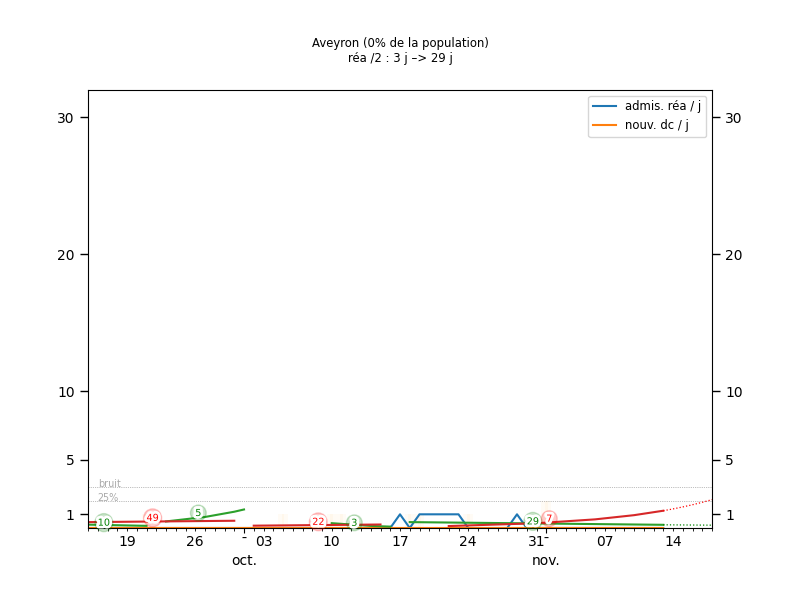 Aveyron (0% de la population)
réa /2 : 3 j –> 29 j
admis. réa / j
nouv. dc / j
30 30
20 20
10 10
5 5
bruit
25%
1 1
10 49 5 22 3 29 7
19 26 - 03 10 17 24 31 - 07 14
oct. nov.